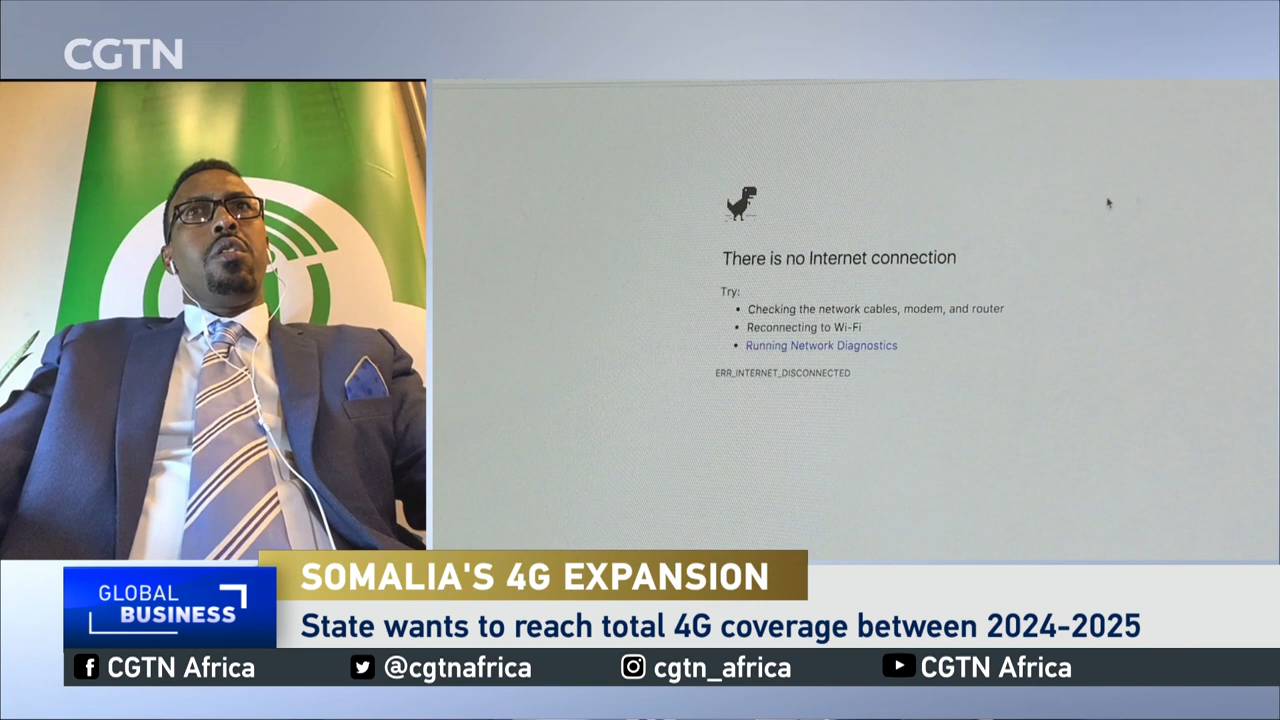 CGTN
There is no Internet connection
Try:
• Checking the network cables, modem, and router
• Reconnecting to Wi-Fi
• Running Network Diagnostics
ERR_INTERNET_DISCONNECTED
SOMALIA'S 4G EXPANSION
GLOBAL
BUSINESS
State wants to reach total 4G coverage between 2024-2025
CGTN Africa
@cgtnafrica
cgtn_africa
CGTN Africa